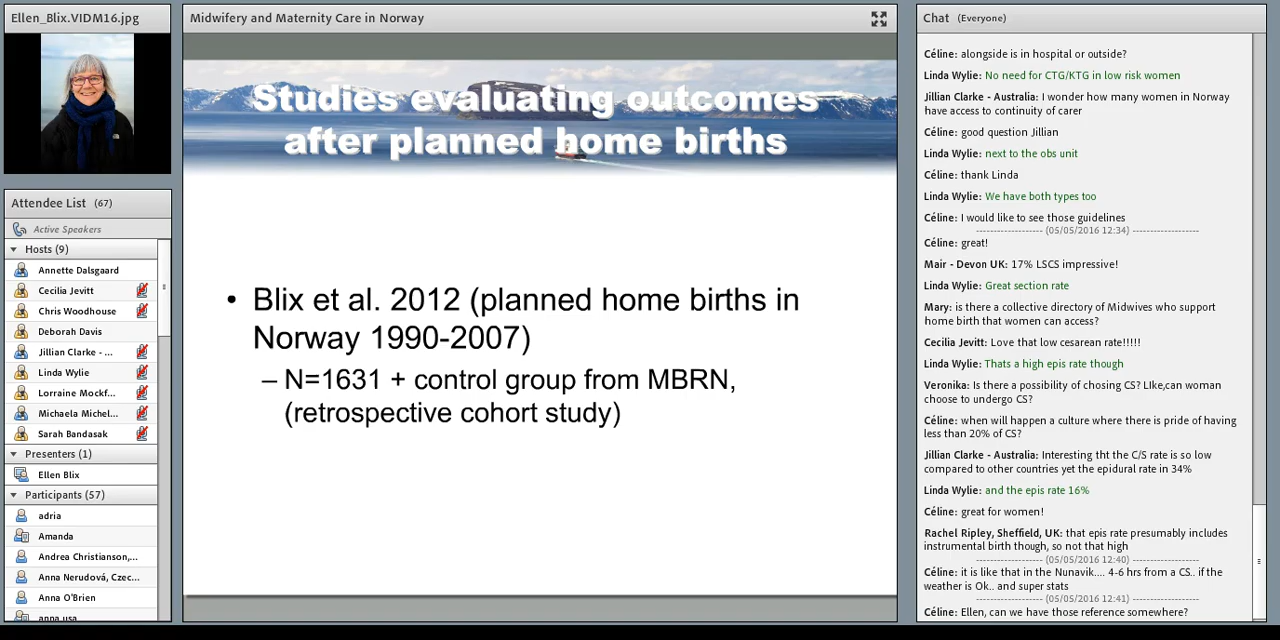 Ellen_Blix.VIDM16.jpg
Attendee List (67)
Active Speakers
Hosts (9)
Annette Dalsgaard
Cecilia Jevitt
Chris Woodhouse
Deborah Davis
Jillian Clarke - ...
Linda Wylie
Lorraine Mockf...
Michaela Michel...
Sarah Bandasak
Presenters (1)
Ellen Blix
Participants (57)
adria
Amanda
Andrea Christianson,...
Anna Nerudová, Czec...
Anna O'Brien
anna usa
Midwifery and Maternity Care in Norway
Studies evaluating outcomes
after planned home births
• Blix et al. 2012 (planned home births in
Norway 1990-2007)
– N=1631 + control group from MBRN,
(retrospective cohort study)
Chat (Everyone)
Céline: alongside is in hospital or outside?
Linda Wylie: No need for CTG/KTG in low risk women
Jillian Clarke - Australia: I wonder how many women in Norway
have access to continuity of carer
Céline: good question Jillian
Linda Wylie: next to the obs unit
Céline: thank Linda
Linda Wylie: We have both types too
Céline: I would like to see those guidelines
------------------- (05/05/2016 12:34) -------------------
Céline: great!
Mair - Devon UK: 17% LSCS impressive!
Linda Wylie: Great section rate
Mary: is there a collective directory of Midwives who support
home birth that women can access?
Cecilia Jevitt: Love that low cesarean rate!!!!!
Linda Wylie: Thats a high epis rate though
Veronika: Is there a possibility of chosing CS? LIke,can woman
choose to undergo CS?
Céline: when will happen a culture where there is pride of having
less than 20% of CS?
Jillian Clarke - Australia: Interesting tht the C/S rate is so low
compared to other countries yet the epidural rate in 34%
Linda Wylie: and the epis rate 16%
Céline: great for women!
Rachel Ripley, Sheffield, UK: that epis rate presumably includes
instrumental birth though, so not that high
------------------- (05/05/2016 12:40) -------------------
Céline: it is like that in the Nunavik.... 4-6 hrs from a CS.. if the
weather is Ok.. and super stats
------------------- (05/05/2016 12:41) -------------------
Céline: Ellen, can we have those reference somewhere?